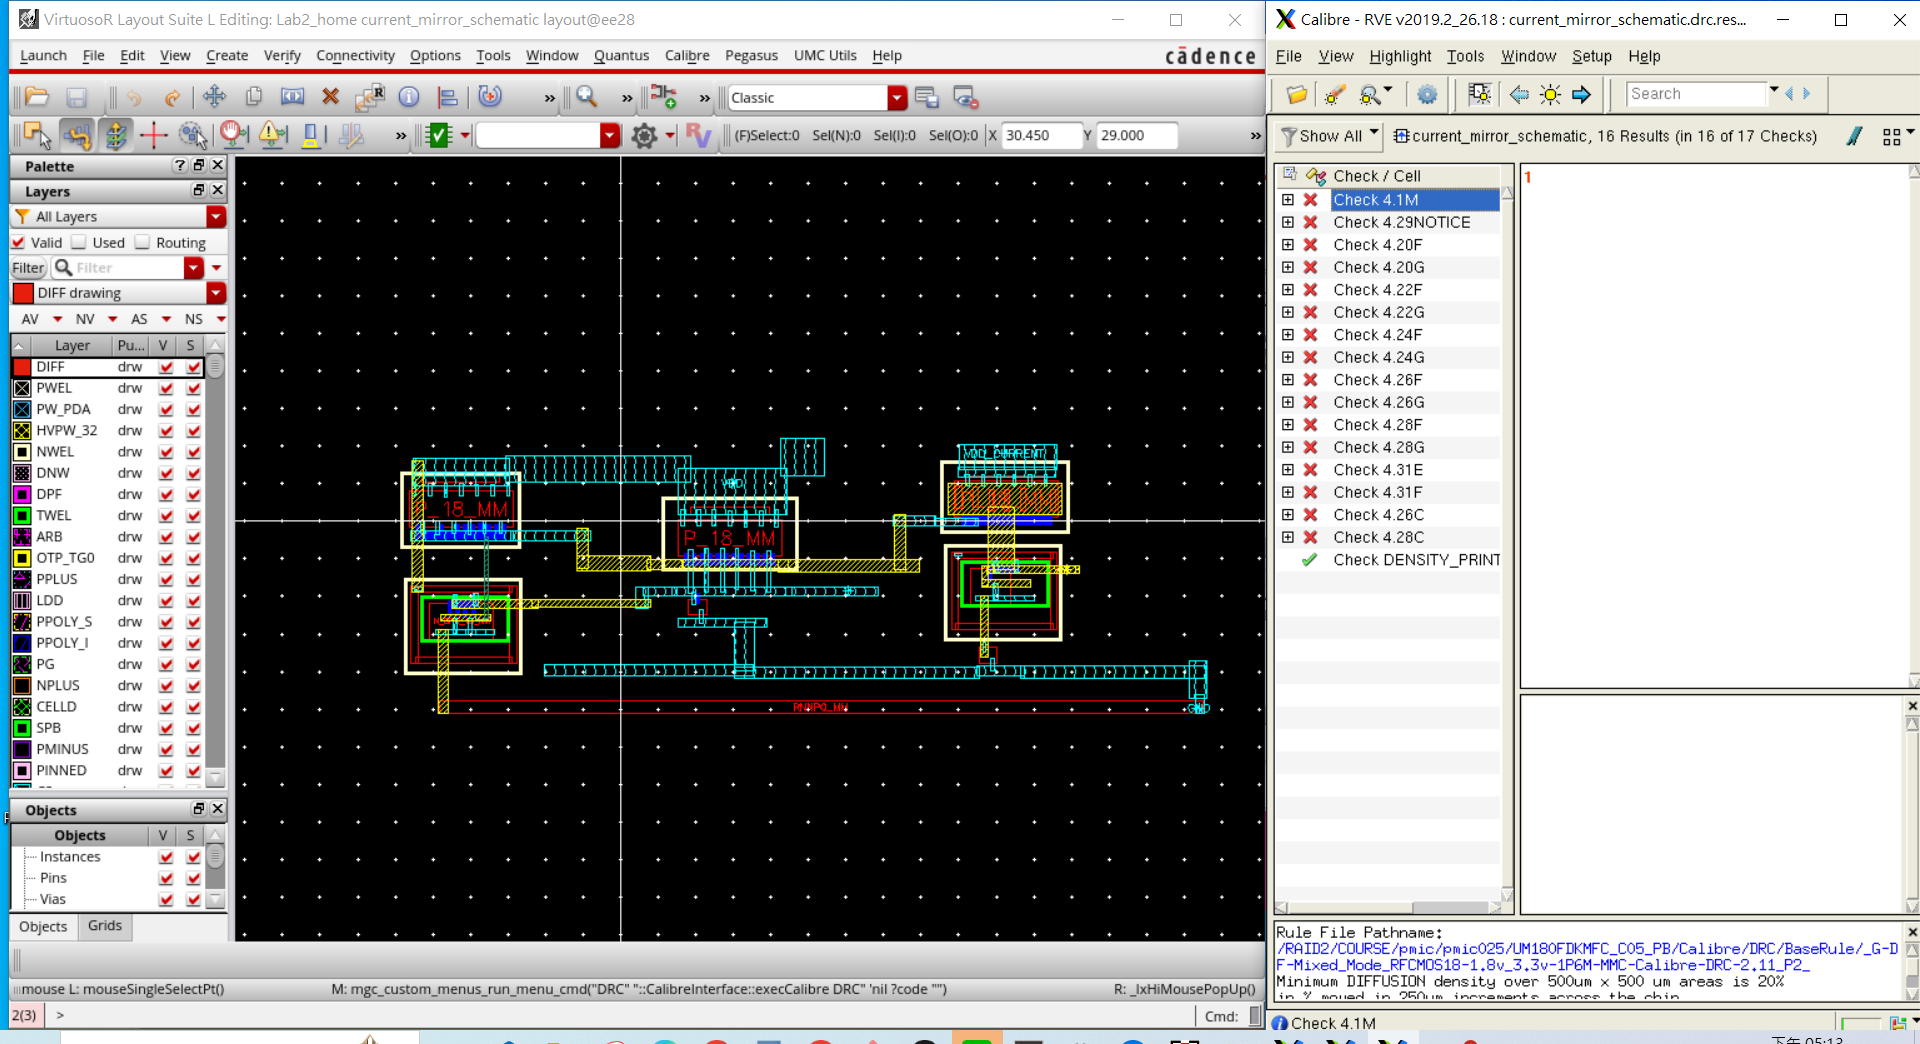 VirtuosoR Layout Suite L Editing: Lab2_home current_mirror_schematic layout@ee28
Launch File Edit View Create Verify Connectivity Options Tools Window Quantus Calibre Pegasus UMC Utils Help
cādence
Classic
(F)Select:0 Sel(N):0 Sel(I):0 Sel(O):0 X 30.450 Y 29.000
Palette
Layers
All Layers
Valid Used Routing
Filter Filter
DIFF drawing
AV NV AS NS
Layer Pu... V S
DIFF drw
PWEL drw
PW_PDA drw
HVPW_32 drw
NWEL drw
DNW drw
DPF drw
TWEL drw
ARB drw
OTP_TG0 drw
PPLUS drw
LDD drw
PPOLY_S drw
PPOLY_I drw
PG drw
NPLUS drw
CELLD drw
SPB drw
PMINUS drw
PINNED drw
Objects
Objects V S
Instances
Pins
Vias
Objects Grids
VDD_CURRENT
P_18_MM
VDD
P_18_MM
RNNPO_MM
GND
mouse L: mouseSingleSelectPt()
M: mgc_custom_menus_run_menu_cmd("DRC" "::CalibreInterface::execCalibre DRC" 'nil ?code "")
R: _lxHiMousePopUp()
2(3) >
Cmd:
Calibre - RVE v2019.2_26.18 : current_mirror_schematic.drc.res...
File View Highlight Tools Window Setup Help
Search
Show All
current_mirror_schematic, 16 Results (in 16 of 17 Checks)
Check / Cell
Check 4.1M
Check 4.29NOTICE
Check 4.20F
Check 4.20G
Check 4.22F
Check 4.22G
Check 4.24F
Check 4.24G
Check 4.26F
Check 4.26G
Check 4.28F
Check 4.28G
Check 4.31E
Check 4.31F
Check 4.26C
Check 4.28C
Check DENSITY_PRINT
1
Rule File Pathname:
/RAID2/COURSE/pmic/pmic025/UM180FDKMFC_C05_PB/Calibre/DRC/BaseRule/_G-D
F-Mixed_Mode_RFCMOS18-1.8v_3.3v-1P6M-MMC-Calibre-DRC-2.11_P2_
Minimum DIFFUSION density over 500um x 500 um areas is 20%
in % moved in 250um increments across the chip
Check 4.1M
下午 05:13